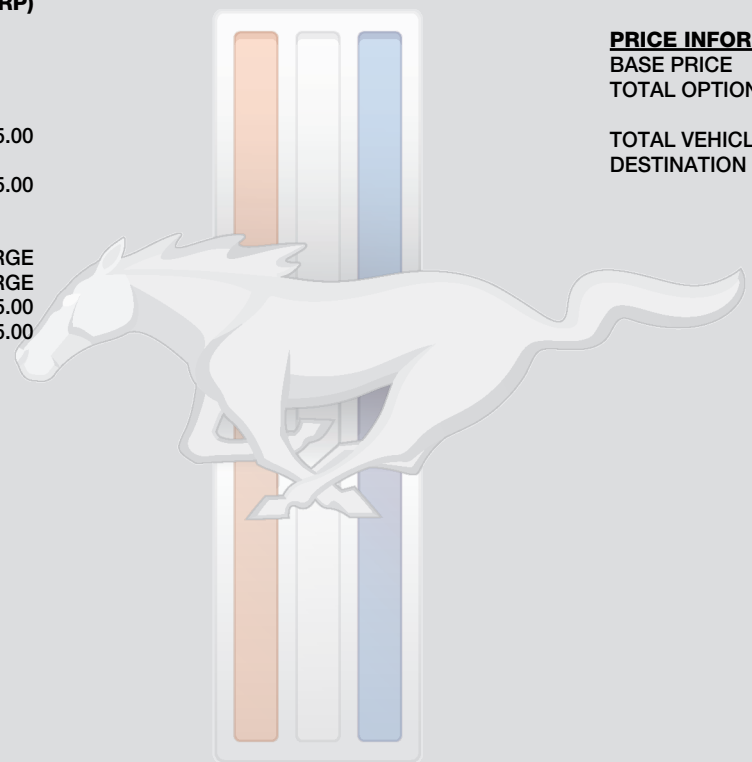 RP)
5.00
5.00
RGE
RGE
5.00
5.00
PRICE INFOR
BASE PRICE
TOTAL OPTION
TOTAL VEHICL
DESTINATION